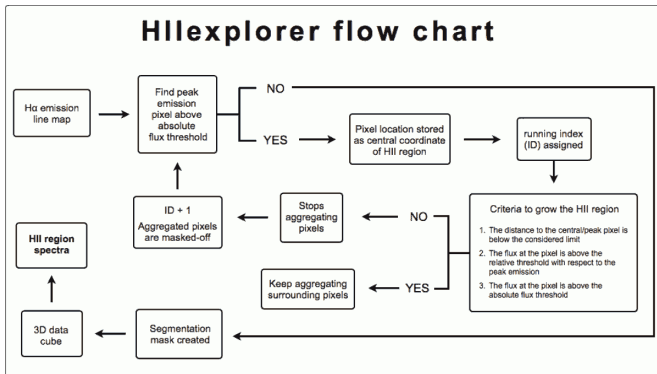 HIIexplorer flow chart
Hα emission
line map
Find peak
emission
pixel above
absolute
flux threshold
NO
YES
Pixel location stored
as central coordinate
of HII region
running index
(ID) assigned
Criteria to grow the HII region
1. The distance to the central/peak pixel is
below the considered limit
2. The flux at the pixel is above the
relative threshold with respect to the
peak emission
3. The flux at the pixel is above the
absolute flux threshold
NO
Stops
aggregating
pixels
ID + 1
Aggregated pixels
are masked-off
YES
Keep aggregating
surrounding pixels
Segmentation
mask created
3D data
cube
HII region
spectra